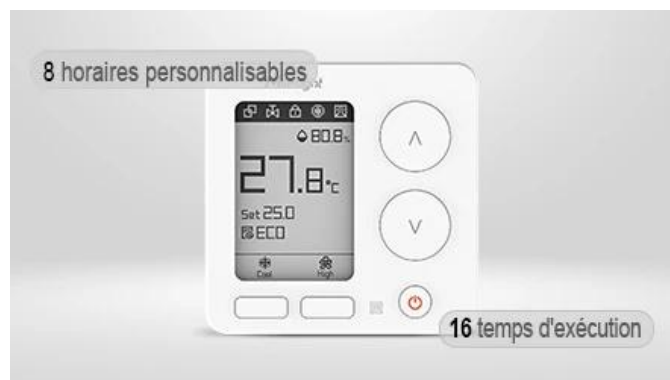 8 horaires personnalisables
80.8%
27.8°C
Set 25.0
ECO
Cool
High
16 temps d'exécution